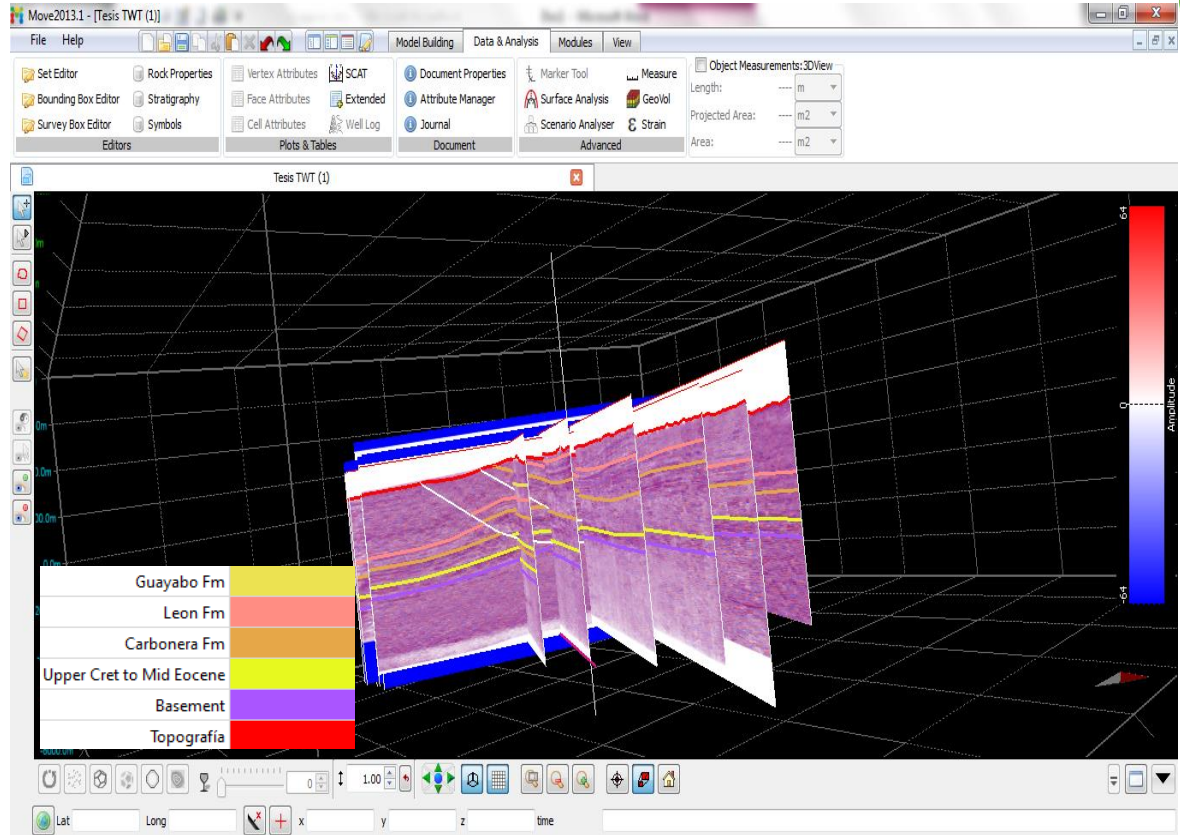 Move2013.1 - [Tesis TWT (1)]
File Help Model Building Data & Analysis Modules View
Set Editor Rock Properties Vertex Attributes SCAT Document Properties Marker Tool Measure Object Measurements:3DView
Bounding Box Editor Stratigraphy Face Attributes Extended Attribute Manager Surface Analysis GeoVol Length: ---- m
Survey Box Editor Symbols Cell Attributes Well Log Journal Scenario Analyser Strain Projected Area: ---- m2
Editors Plots & Tables Document Advanced Area: ---- m2
Tesis TWT (1)
64
0
Amplitude
-64
Guayabo Fm
Leon Fm
Carbonera Fm
Upper Cret to Mid Eocene
Basement
Topografía
0 1.00
Lat Long x y z time